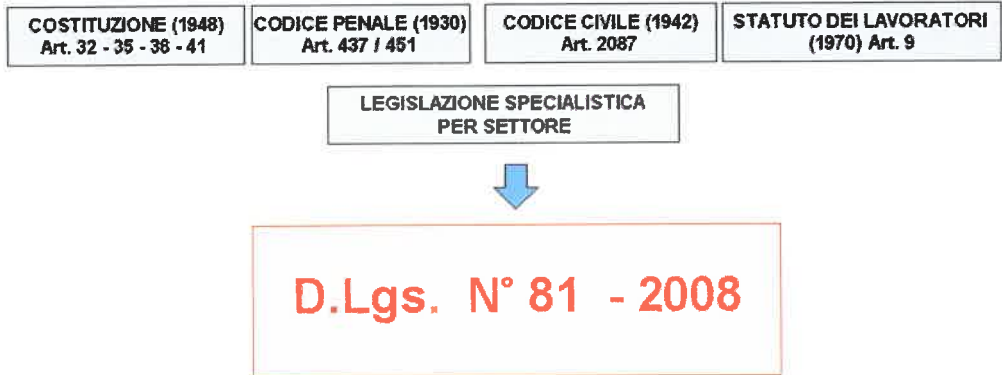 COSTITUZIONE (1948)
Art. 32 - 35 - 38 - 41
CODICE PENALE (1930)
Art. 437 / 451
CODICE CIVILE (1942)
Art. 2087
STATUTO DEI LAVORATORI
(1970) Art. 9
LEGISLAZIONE SPECIALISTICA
PER SETTORE
D.Lgs. N° 81 - 2008